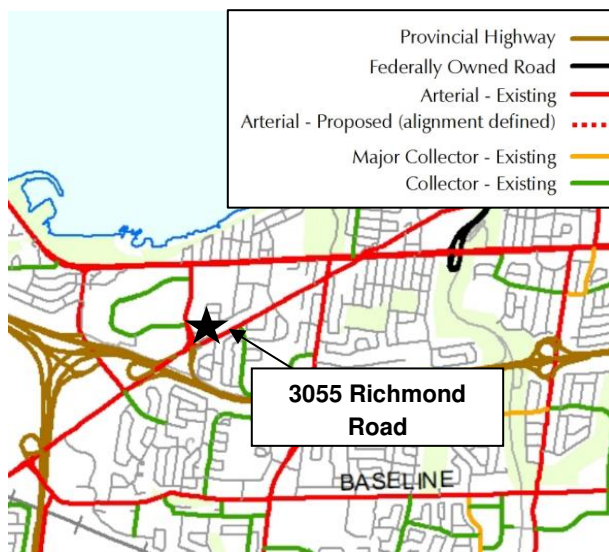 Provincial Highway
Federally Owned Road
Arterial - Existing
Arterial - Proposed (alignment defined)
Major Collector - Existing
Collector - Existing
3055 Richmond
Road
BASELINE